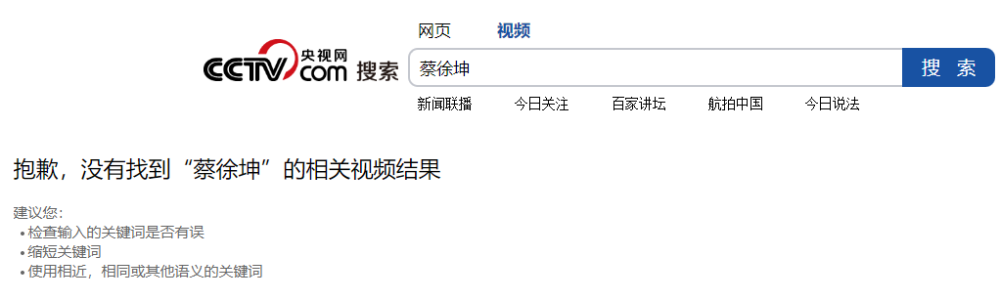 网页 视频
CCTV com 央视网 搜索 蔡徐坤 搜 索
新闻联播 今日关注 百家讲坛 航拍中国 今日说法
抱歉，没有找到“蔡徐坤”的相关视频结果
建议您：
•检查输入的关键词是否有误
•缩短关键词
•使用相近，相同或其他语义的关键词